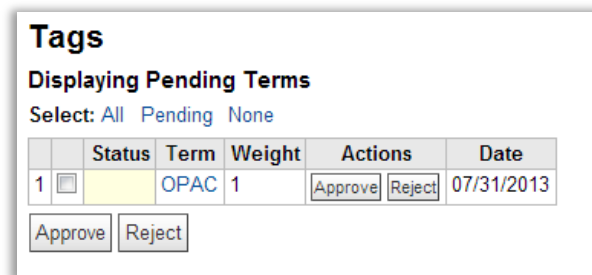 Tags
Displaying Pending Terms
Select: All Pending None
Status Term Weight Actions Date
1 OPAC 1 Approve Reject 07/31/2013
Approve Reject